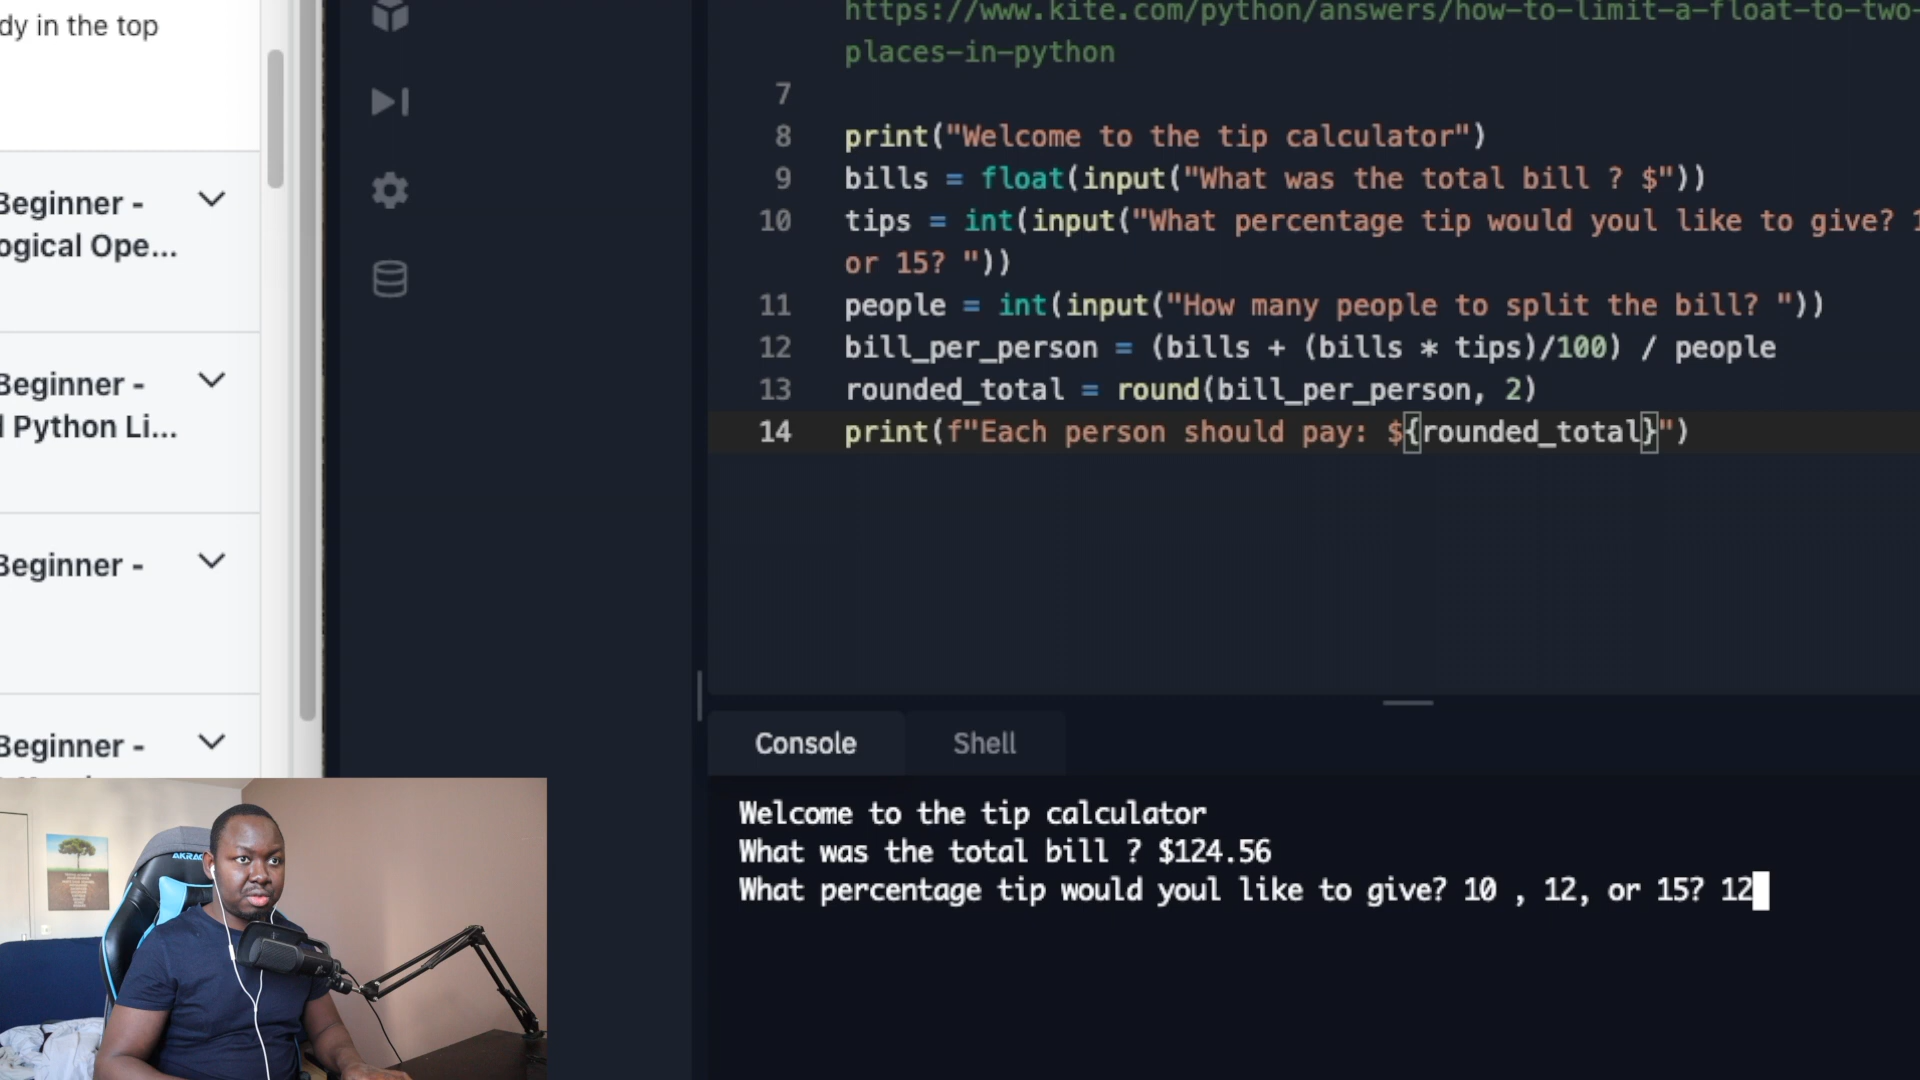 dy in the top
Beginner -
ogical Ope...
Beginner -
l Python Li...
Beginner -
Beginner -
https://www.kite.com/python/answers/how-to-limit-a-float-to-two-
places-in-python
7
8 print("Welcome to the tip calculator")
9 bills = float(input("What was the total bill ? $"))
10 tips = int(input("What percentage tip would youl like to give? 1
or 15? "))
11 people = int(input("How many people to split the bill? "))
12 bill_per_person = (bills + (bills * tips)/100) / people
13 rounded_total = round(bill_per_person, 2)
14 print(f"Each person should pay: ${rounded_total}")
Console Shell
Welcome to the tip calculator
What was the total bill ? $124.56
What percentage tip would youl like to give? 10 , 12, or 15? 12